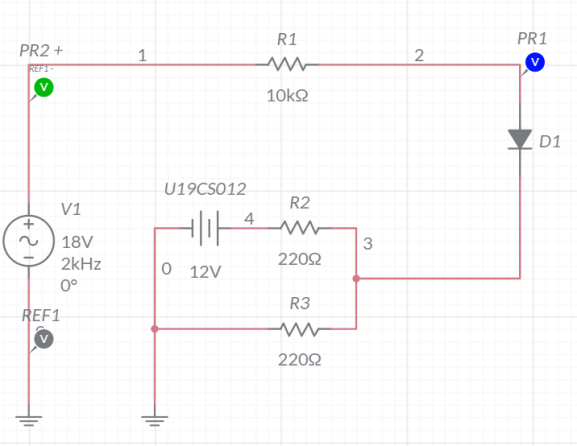 PR2 +
REF1 -
1
R1
10kΩ
2
PR1
V
V
D1
V1
18V
2kHz
0°
REF1
V
U19CS012
12V
0
4
R2
220Ω
3
R3
220Ω